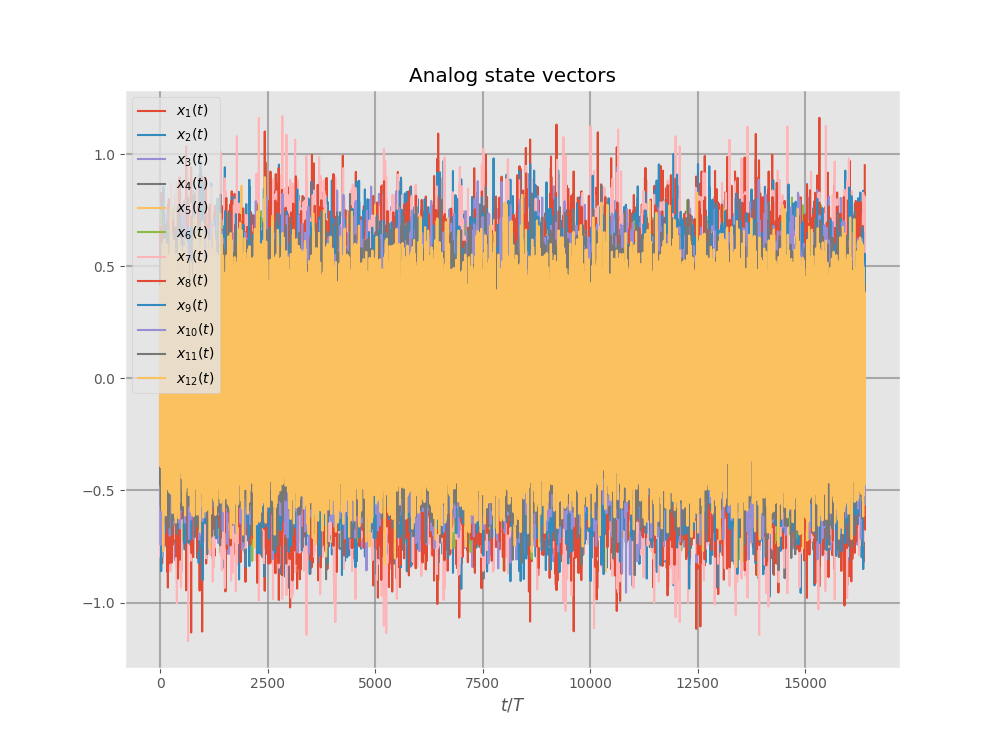 Analog state vectors
x₁(t)
x₂(t)
x₃(t)
x₄(t)
x₅(t)
x₆(t)
x₇(t)
x₈(t)
x₉(t)
x₁₀(t)
x₁₁(t)
x₁₂(t)
1.0
0.5
0.0
−0.5
−1.0
0 2500 5000 7500 10000 12500 15000
t/T